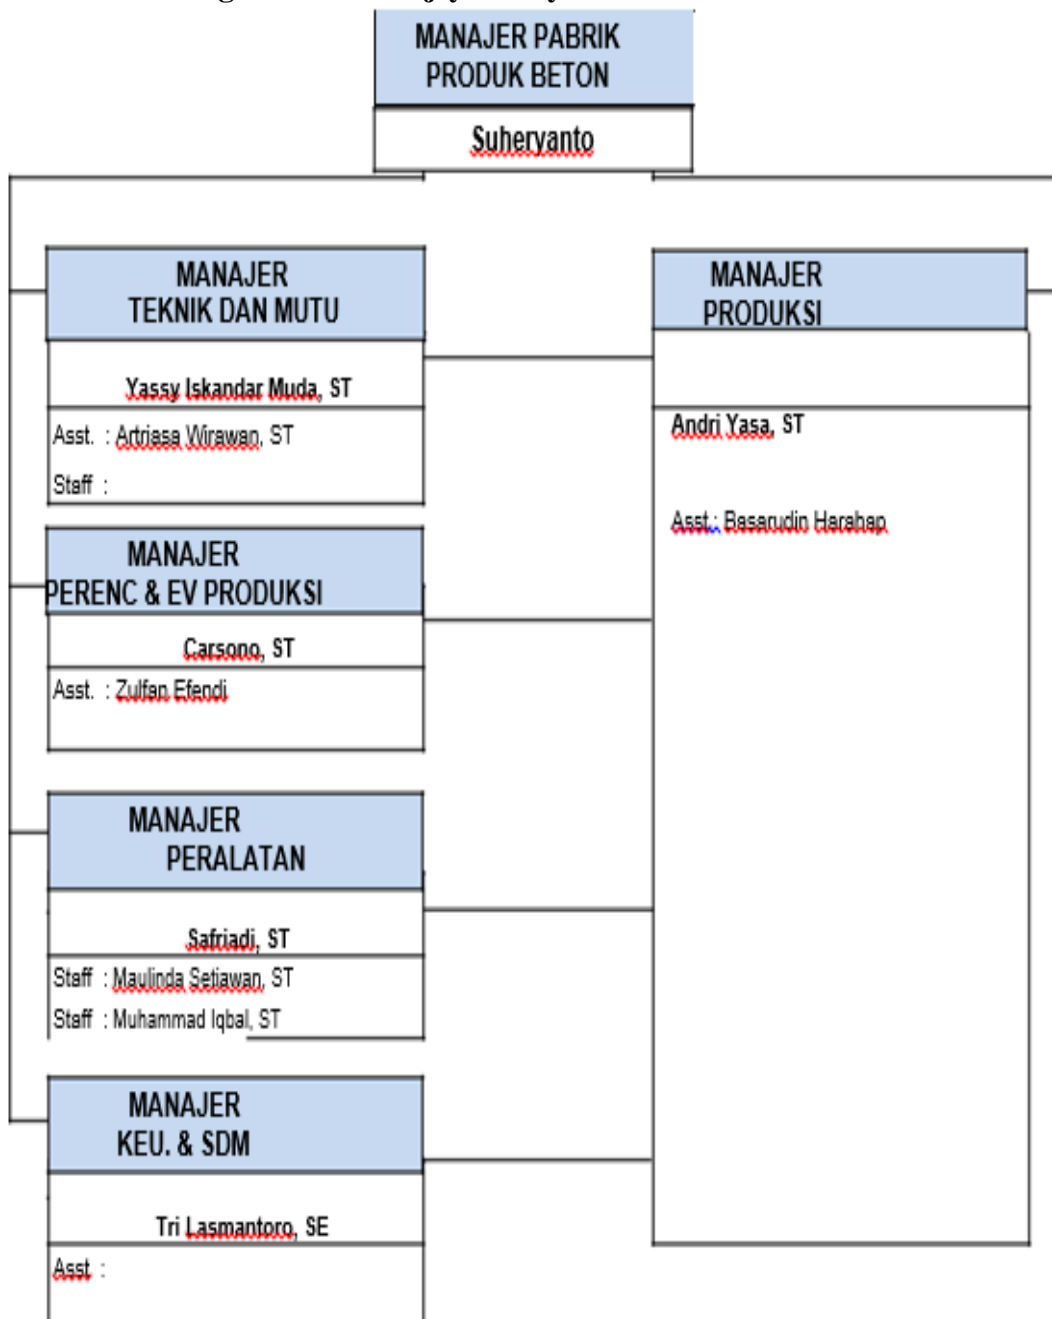 MANAJER PABRIK
PRODUK BETON
Suheryanto
MANAJER
TEKNIK DAN MUTU
Yassy Iskandar Muda, ST
Asst. : Artriasa Wirawan, ST
Staff :
MANAJER
PERENC & EV PRODUKSI
Carsono, ST
Asst. : Zulfan Efendi
MANAJER
PERALATAN
Safriadi, ST
Staff : Maulinda Setiawan, ST
Staff : Muhammad Iqbal, ST
MANAJER
KEU. & SDM
Tri Lasmantoro, SE
Asst :
MANAJER
PRODUKSI
Andri Yasa, ST
Asst.: Basarudin Harahap